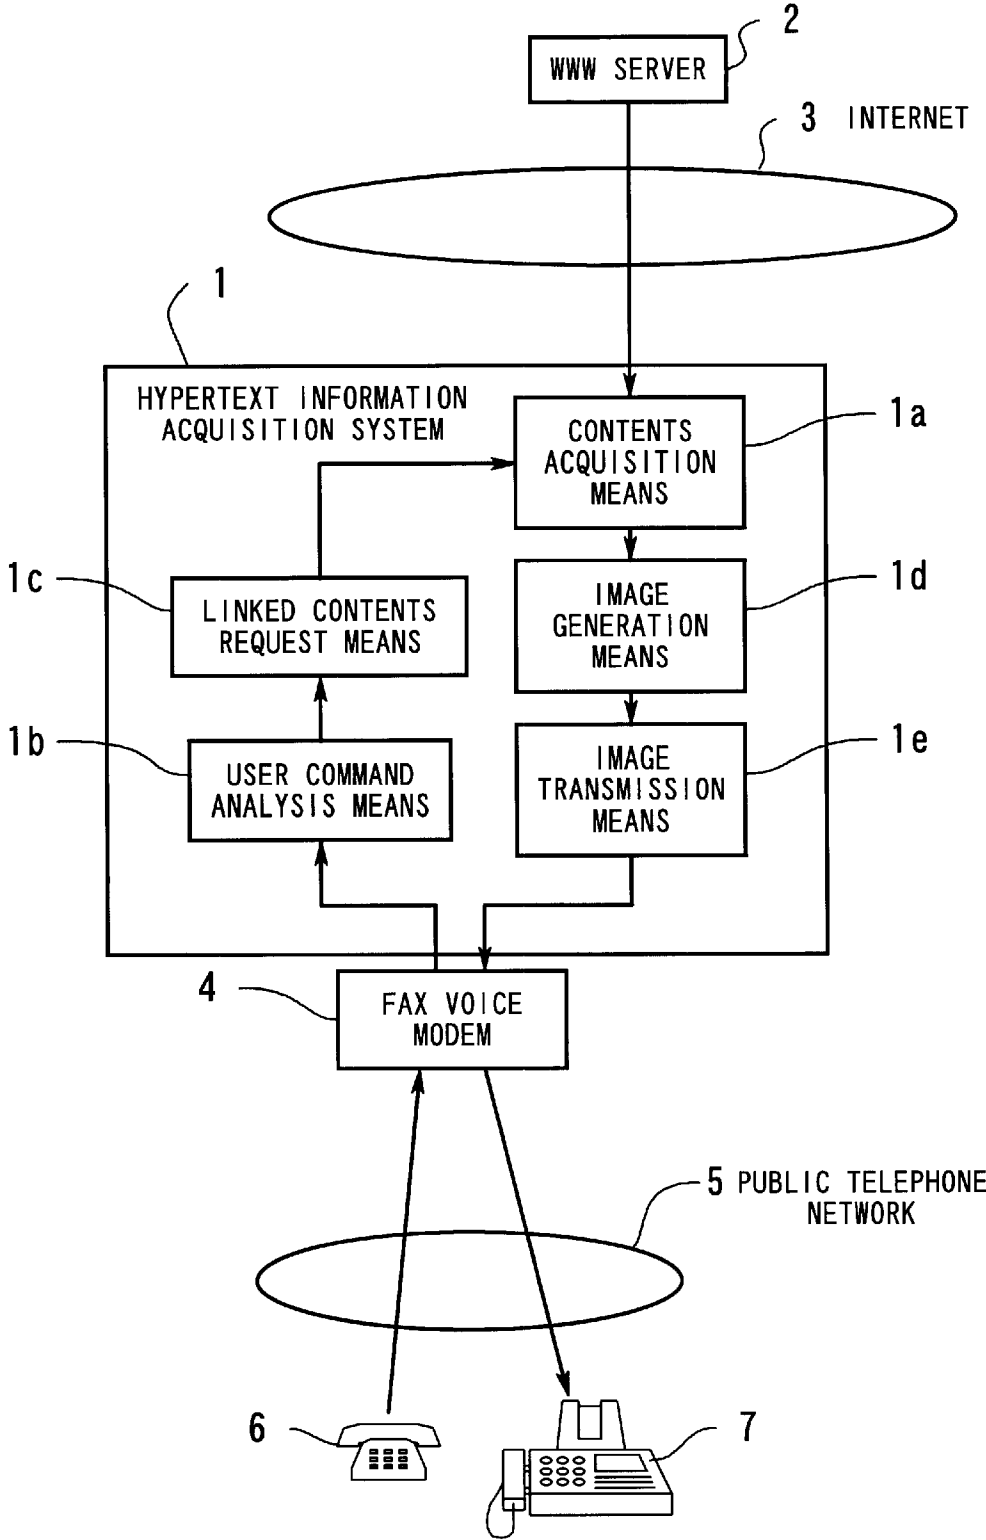 2
WWW SERVER
3 INTERNET
1
HYPERTEXT INFORMATION
ACQUISITION SYSTEM
1a
CONTENTS
ACQUISITION
MEANS
1c
LINKED CONTENTS
REQUEST MEANS
1d
IMAGE
GENERATION
MEANS
1b
USER COMMAND
ANALYSIS MEANS
1e
IMAGE
TRANSMISSION
MEANS
4
FAX VOICE
MODEM
5 PUBLIC TELEPHONE
NETWORK
6
7